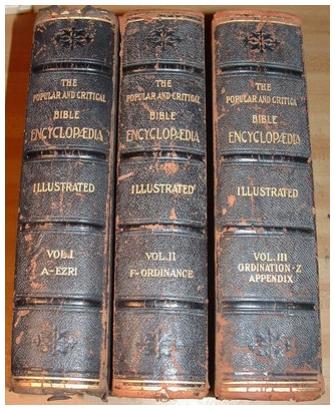 THE
POPULAR AND CRITICAL
BIBLE
ENCYCLOPÆDIA
ILLUSTRATED
VOL. I
A-EZRI
THE
POPULAR AND CRITICAL
BIBLE
ENCYCLOPÆDIA
ILLUSTRATED
VOL. II
F-ORDINANCE
THE
POPULAR AND CRITICAL
BIBLE
ENCYCLOPÆDIA
ILLUSTRATED
VOL. III
ORDINATION-Z
APPENDIX